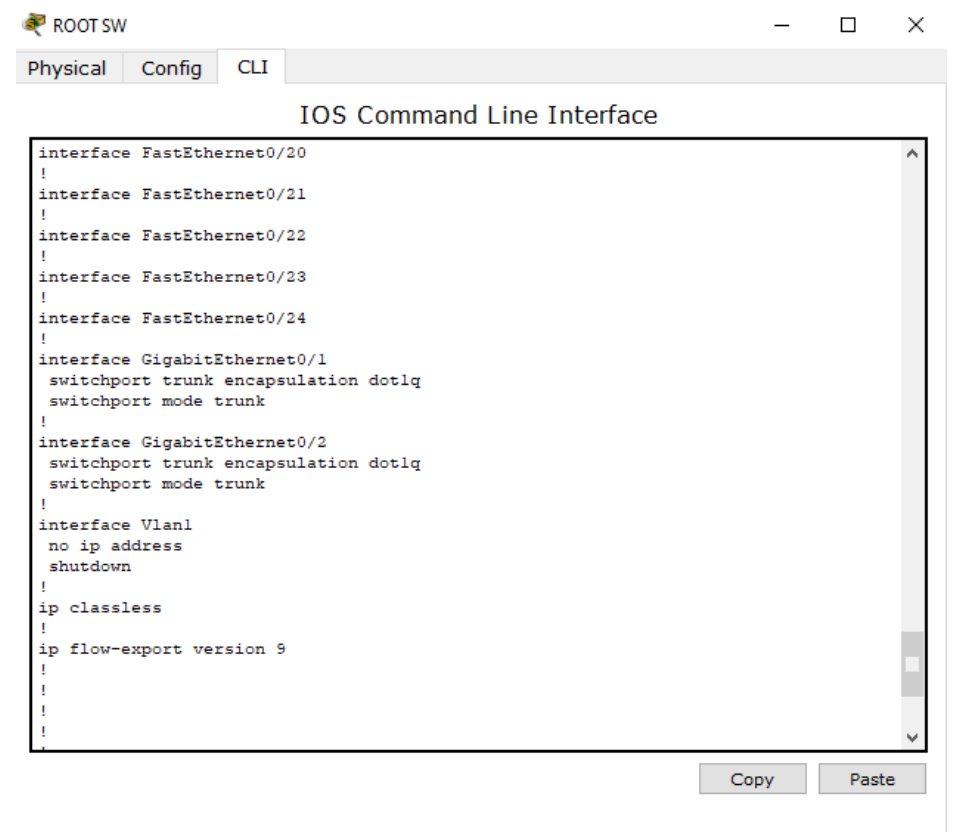 ROOT SW
Physical Config CLI
IOS Command Line Interface
interface FastEthernet0/20
!
interface FastEthernet0/21
!
interface FastEthernet0/22
!
interface FastEthernet0/23
!
interface FastEthernet0/24
!
interface GigabitEthernet0/1
 switchport trunk encapsulation dot1q
 switchport mode trunk
!
interface GigabitEthernet0/2
 switchport trunk encapsulation dot1q
 switchport mode trunk
!
interface Vlan1
 no ip address
 shutdown
!
ip classless
!
ip flow-export version 9
!
!
!
!
!
Copy Paste